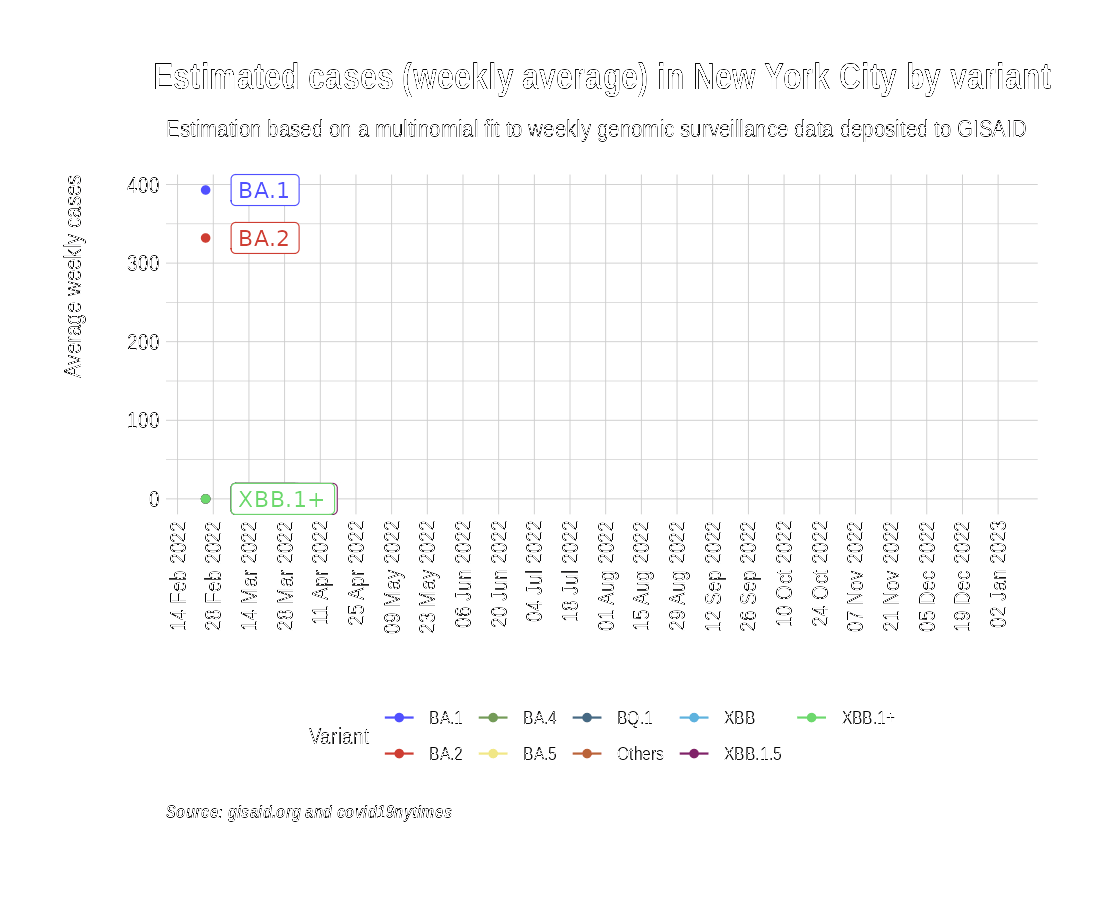 Estimated cases (weekly average) in New York City by variant
Estimation based on a multinomial fit to weekly genomic surveillance data deposited to GISAID
Average weekly cases
400
300
200
100
0
BA.1
BA.2
XBB.1+
14 Feb 2022
28 Feb 2022
14 Mar 2022
28 Mar 2022
11 Apr 2022
25 Apr 2022
09 May 2022
23 May 2022
06 Jun 2022
20 Jun 2022
04 Jul 2022
18 Jul 2022
01 Aug 2022
15 Aug 2022
29 Aug 2022
12 Sep 2022
26 Sep 2022
10 Oct 2022
24 Oct 2022
07 Nov 2022
21 Nov 2022
05 Dec 2022
19 Dec 2022
02 Jan 2023
Variant
BA.1 BA.4 BQ.1 XBB XBB.1+
BA.2 BA.5 Others XBB.1.5
Source: gisaid.org and covid19nytimes